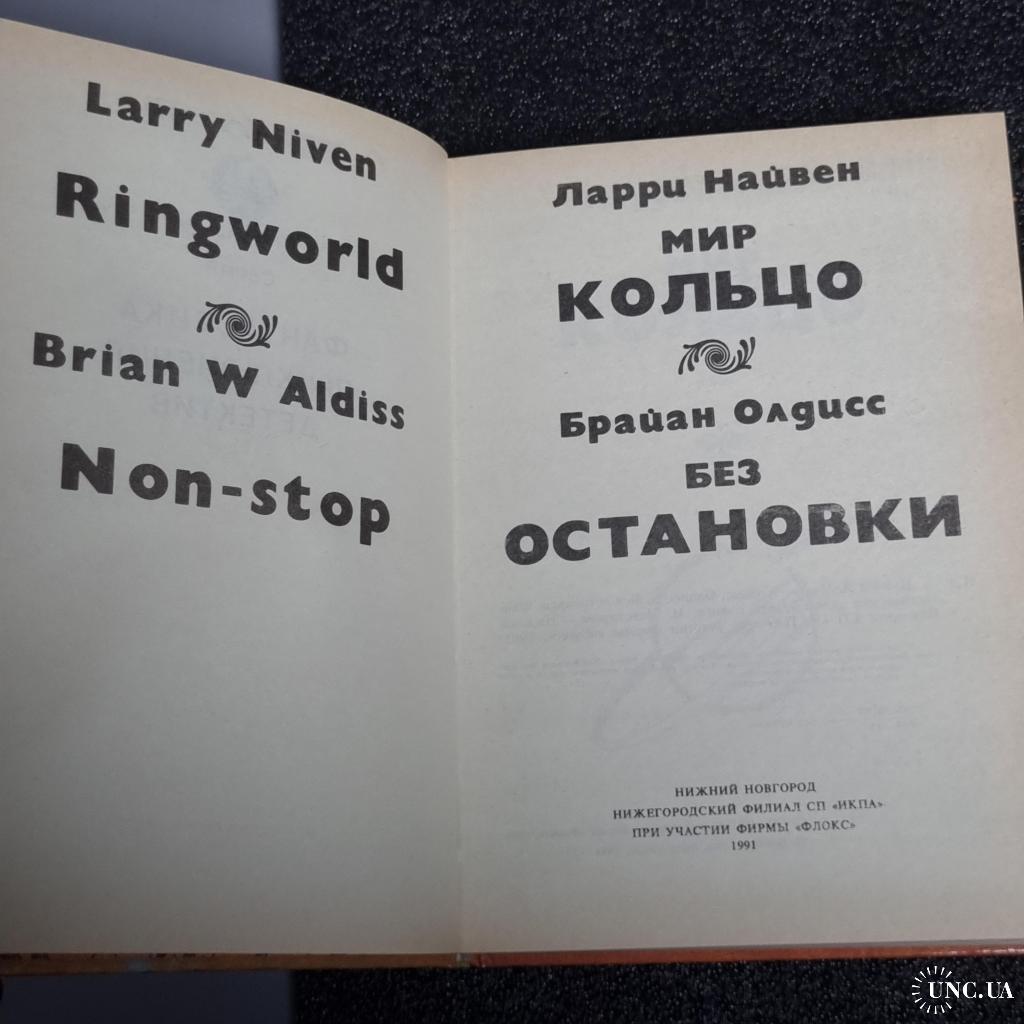 Larry Niven
Ringworld
Brian W Aldiss
Non-stop
Ларри Найвен
МИР
КОЛЬЦО
Брайан Олдисс
БЕЗ
ОСТАНОВКИ
НИЖНИЙ НОВГОРОД
НИЖЕГОРОДСКИЙ ФИЛИАЛ СП «ИКПА»
ПРИ УЧАСТИИ ФИРМЫ «ФЛОКС»
1991
UNC.UA